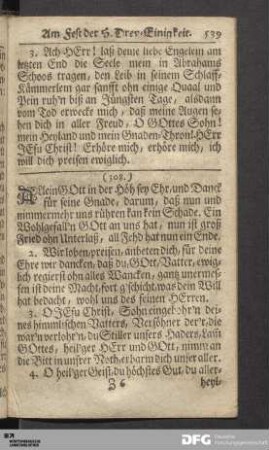 Am Fest der H. Drey-Einigkeit. 539
3. Ach HErr! laß deine liebe Engelein am
letzten End die Seele mein in Abrahams
Schoos tragen, den Leib in seinem Schlaff-
Kämmerlein gar sanfft ohn einige Quaal und
Pein ruh'n biß an Jüngsten Tage, alsdann
vom Tod erweck mich, daß meine Augen se-
hen dich in aller Freud, O GOttes Sohn!
mein Heyland und mein Gnaden-Thron! HErr
JEsu Christ! Erhöre mich, erhöre mich, ich
will dich preisen ewiglich.
(308.)
ALlein GOtt in der Höh sey Ehr, und Danck
für seine Gnade, darum, daß nun und
nimmermehr uns rühren kan kein Schade. Ein
Wohlgefall'n GOtt an uns hat, nun ist groß
Fried ohn Unterlaß, all Fehd hat nun ein Ende.
2. Wir loben, preisen, anbeten dich, für deine
Ehre wir dancken, daß du, GOtt, Vatter, ewig-
lich regierst ohn alles Wancken, gantz unermeß-
sen ist deine Macht, fort g'schicht, was dein Will
hat bedacht, wohl uns des feinen HErren.
3. O JEsu Christ, Sohn eingebohr'n dei-
nes himmlischen Vatters, Versöhner der'r, die
war'n verlohr'n, du Stiller unsers Haders, Lam
GOttes, heil'ger HErr und GOtt, nimm an
die Bitt in unsrer Noth, erbarm dich unser aller.
4. O heil'ger Geist, du höchstes Gut, du aller-
heyl-
DFG